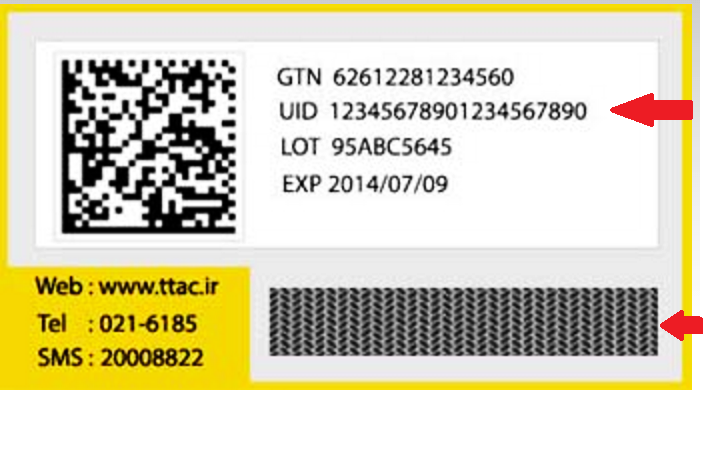 GTN 62612281234560
UID 12345678901234567890
LOT 95ABC5645
EXP 2014/07/09
Web : www.ttac.ir
Tel : 021-6185
SMS : 20008822